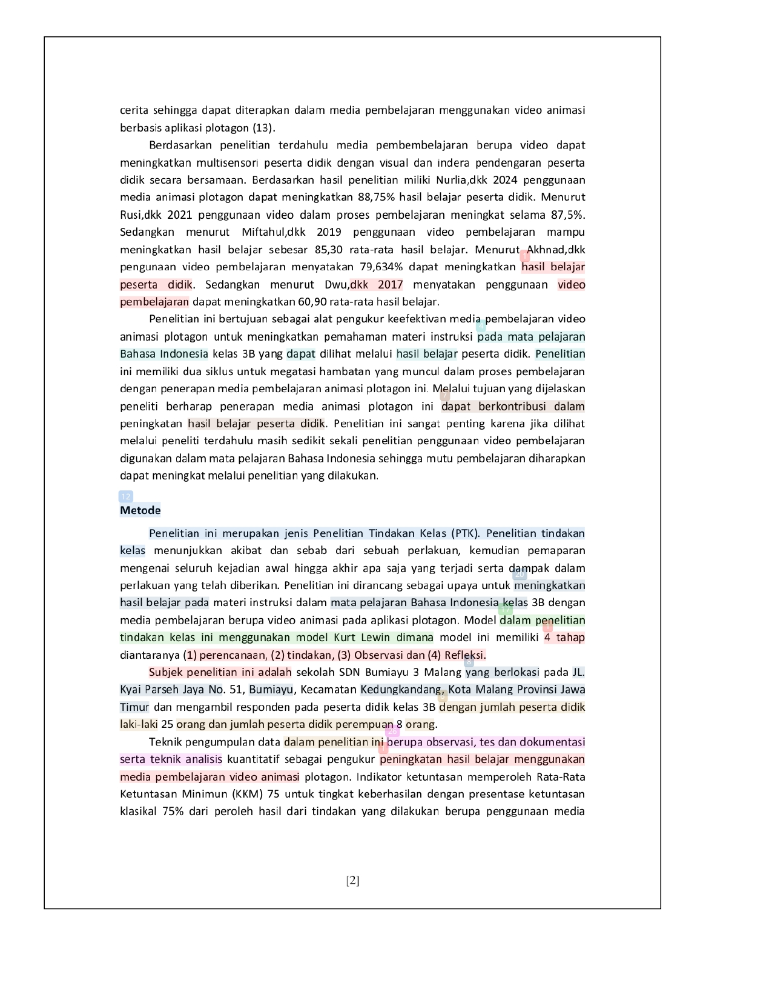 cerita sehingga dapat diterapkan dalam media pembelajaran menggunakan video animasi
berbasis aplikasi plotagon (13).
Berdasarkan penelitian terdahulu media pembembelajaran berupa video dapat
meningkatkan multisensori peserta didik dengan visual dan indera pendengaran peserta
didik secara bersamaan. Berdasarkan hasil penelitian miliki Nurlia,dkk 2024 penggunaan
media animasi plotagon dapat meningkatkan 88,75% hasil belajar peserta didik. Menurut
Rusi,dkk 2021 penggunaan video dalam proses pembelajaran meningkat selama 87,5%.
Sedangkan menurut Miftahul,dkk 2019 penggunaan video pembelajaran mampu
meningkatkan hasil belajar sebesar 85,30 rata-rata hasil belajar. Menurut Akhnad,dkk
1
pengunaan video pembelajaran menyatakan 79,634% dapat meningkatkan hasil belajar
peserta didik. Sedangkan menurut Dwu,dkk 2017 menyatakan penggunaan video
pembelajaran dapat meningkatkan 60,90 rata-rata hasil belajar.
Penelitian ini bertujuan sebagai alat pengukur keefektivan media pembelajaran video
4
animasi plotagon untuk meningkatkan pemahaman materi instruksi pada mata pelajaran
Bahasa Indonesia kelas 3B yang dapat dilihat melalui hasil belajar peserta didik. Penelitian
ini memiliki dua siklus untuk megatasi hambatan yang muncul dalam proses pembelajaran
dengan penerapan media pembelajaran animasi plotagon ini. Melalui tujuan yang dijelaskan
7
peneliti berharap penerapan media animasi plotagon ini dapat berkontribusi dalam
peningkatan hasil belajar peserta didik. Penelitian ini sangat penting karena jika dilihat
melalui peneliti terdahulu masih sedikit sekali penelitian penggunaan video pembelajaran
digunakan dalam mata pelajaran Bahasa Indonesia sehingga mutu pembelajaran diharapkan
dapat meningkat melalui penelitian yang dilakukan.
12
Metode
Penelitian ini merupakan jenis Penelitian Tindakan Kelas (PTK). Penelitian tindakan
kelas menunjukkan akibat dan sebab dari sebuah perlakuan, kemudian pemaparan
mengenai seluruh kejadian awal hingga akhir apa saja yang terjadi serta dampak dalam
20
perlakuan yang telah diberikan. Penelitian ini dirancang sebagai upaya untuk meningkatkan
hasil belajar pada materi instruksi dalam mata pelajaran Bahasa Indonesia kelas 3B dengan
17
media pembelajaran berupa video animasi pada aplikasi plotagon. Model dalam penelitian
1
tindakan kelas ini menggunakan model Kurt Lewin dimana model ini memiliki 4 tahap
diantaranya (1) perencanaan, (2) tindakan, (3) Observasi dan (4) Refleksi.
8
Subjek penelitian ini adalah sekolah SDN Bumiayu 3 Malang yang berlokasi pada JL.
Kyai Parseh Jaya No. 51, Bumiayu, Kecamatan Kedungkandang, Kota Malang Provinsi Jawa
Timur dan mengambil responden pada peserta didik kelas 3B dengan jumlah peserta didik
laki-laki 25 orang dan jumlah peserta didik perempuan 8 orang.
26
Teknik pengumpulan data dalam penelitian ini berupa observasi, tes dan dokumentasi
1
serta teknik analisis kuantitatif sebagai pengukur peningkatan hasil belajar menggunakan
media pembelajaran video animasi plotagon. Indikator ketuntasan memperoleh Rata-Rata
Ketuntasan Minimun (KKM) 75 untuk tingkat keberhasilan dengan presentase ketuntasan
klasikal 75% dari peroleh hasil dari tindakan yang dilakukan berupa penggunaan media
[2]